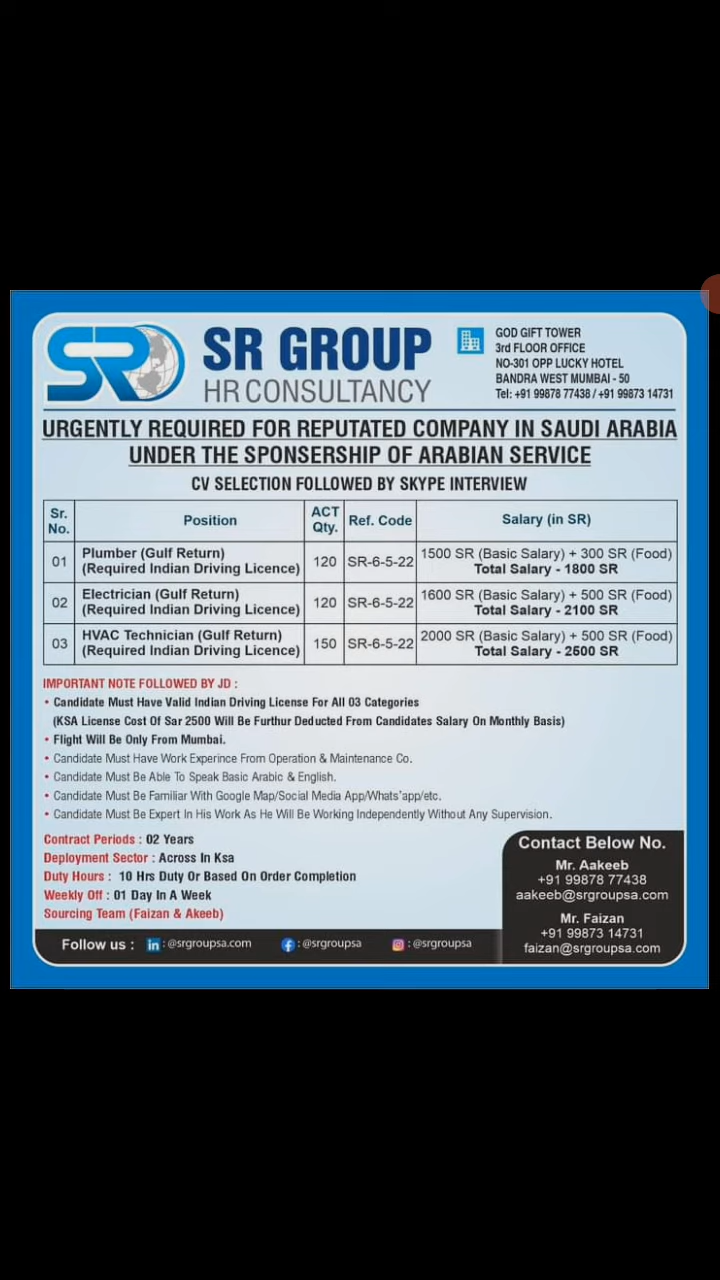 SR
SR GROUP
HR CONSULTANCY
GOD GIFT TOWER
3rd FLOOR OFFICE
NO-301 OPP LUCKY HOTEL
BANDRA WEST MUMBAI - 50
Tel: +91 99878 77438 / +91 99873 14731
URGENTLY REQUIRED FOR REPUTATED COMPANY IN SAUDI ARABIA
UNDER THE SPONSERSHIP OF ARABIAN SERVICE
CV SELECTION FOLLOWED BY SKYPE INTERVIEW
Sr. No. Position ACT Qty. Ref. Code Salary (in SR)
01 Plumber (Gulf Return) (Required Indian Driving Licence) 120 SR-6-5-22 1500 SR (Basic Salary) + 300 SR (Food) Total Salary - 1800 SR
02 Electrician (Gulf Return) (Required Indian Driving Licence) 120 SR-6-5-22 1600 SR (Basic Salary) + 500 SR (Food) Total Salary - 2100 SR
03 HVAC Technician (Gulf Return) (Required Indian Driving Licence) 150 SR-6-5-22 2000 SR (Basic Salary) + 500 SR (Food) Total Salary - 2500 SR
IMPORTANT NOTE FOLLOWED BY JD :
• Candidate Must Have Valid Indian Driving License For All 03 Categories
(KSA License Cost Of Sar 2500 Will Be Furthur Deducted From Candidates Salary On Monthly Basis)
• Flight Will Be Only From Mumbai.
• Candidate Must Have Work Experince From Operation & Maintenance Co.
• Candidate Must Be Able To Speak Basic Arabic & English.
• Candidate Must Be Familiar With Google Map/Social Media App/Whats'app/etc.
• Candidate Must Be Expert In His Work As He Will Be Working Independently Without Any Supervision.
Contract Periods : 02 Years
Deployment Sector : Across In Ksa
Duty Hours : 10 Hrs Duty Or Based On Order Completion
Weekly Off : 01 Day In A Week
Sourcing Team (Faizan & Akeeb)
Contact Below No.
Mr. Aakeeb
+91 99878 77438
aakeeb@srgroupsa.com
Mr. Faizan
+91 99873 14731
faizan@srgroupsa.com
Follow us : in : @srgroupsa.com f : @srgroupsa : @srgroupsa